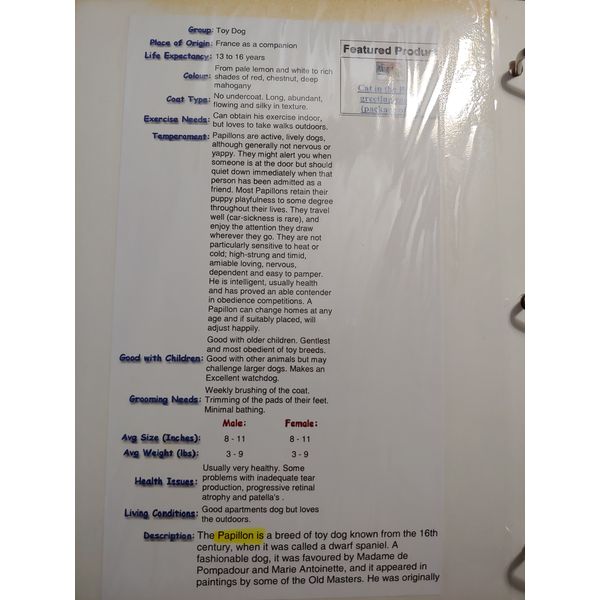 Group: Toy Dog
Place of Origin: France as a companion
Life Expectancy: 13 to 16 years
Colour: From pale lemon and white to rich
shades of red, chestnut, deep
mahogany
Coat Type: No undercoat. Long, abundant,
flowing and silky in texture.
Exercise Needs: Can obtain his exercise indoor,
but loves to take walks outdoors.
Temperament: Papillons are active, lively dogs,
although generally not nervous or
yappy. They might alert you when
someone is at the door but should
quiet down immediately when that
person has been admitted as a
friend. Most Papillons retain their
puppy playfulness to some degree
throughout their lives. They travel
well (car-sickness is rare), and
enjoy the attention they draw
wherever they go. They are not
particularly sensitive to heat or
cold; high-strung and timid,
amiable loving, nervous,
dependent and easy to pamper.
He is intelligent, usually health
and has proved an able contender
in obedience competitions. A
Papillon can change homes at any
age and if suitably placed, will
adjust happily.
Good with Children: Good with older children. Gentlest
and most obedient of toy breeds.
Good with other animals but may
challenge larger dogs. Makes an
Excellent watchdog.
Grooming Needs: Weekly brushing of the coat.
Trimming of the pads of their feet.
Minimal bathing.
Male: Female:
Avg Size (Inches): 8 - 11 8 - 11
Avg Weight (lbs): 3 - 9 3 - 9
Health Issues: Usually very healthy. Some
problems with inadequate tear
production, progressive retinal
atrophy and patella's .
Living Conditions: Good apartments dog but loves
the outdoors.
Description: The Papillon is a breed of toy dog known from the 16th
century, when it was called a dwarf spaniel. A
fashionable dog, it was favoured by Madame de
Pompadour and Marie Antoinette, and it appeared in
paintings by some of the Old Masters. He was originally
Featured Product
Cat in the
greeting